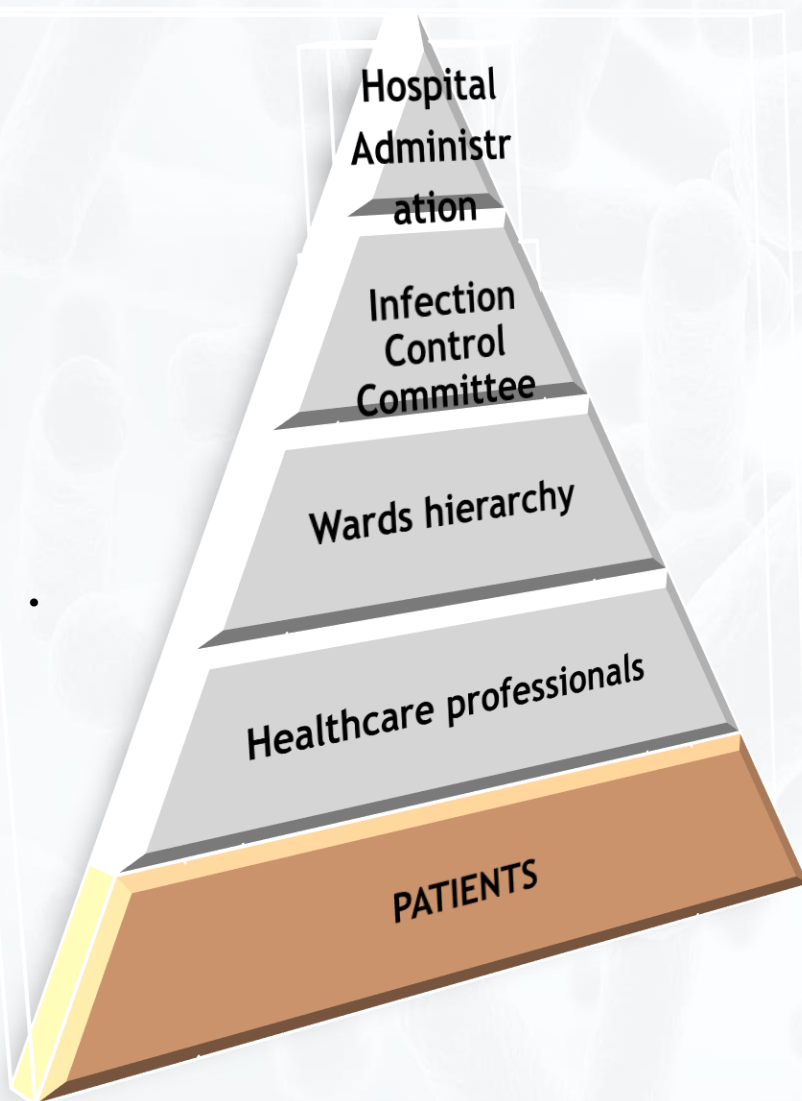 Hospital
Administr
ation
Infection
Control
Committee
Wards hierarchy
Healthcare professionals
PATIENTS